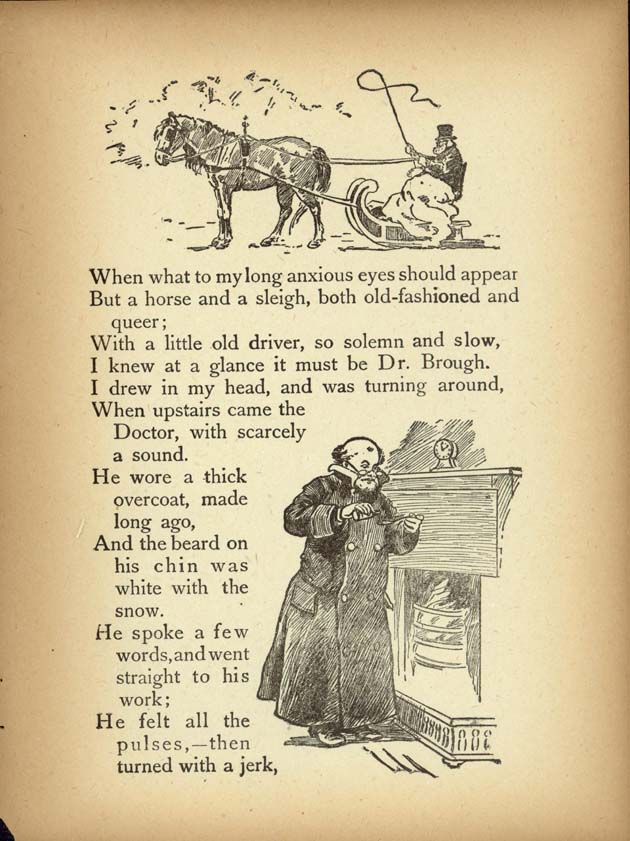 When what to my long anxious eyes should appear
But a horse and a sleigh, both old-fashioned and
queer;
With a little old driver, so solemn and slow,
I knew at a glance it must be Dr. Brough.
I drew in my head, and was turning around,
When upstairs came the
Doctor, with scarcely
a sound.
He wore a thick
overcoat, made
long ago,
And the beard on
his chin was
white with the
snow.
He spoke a few
words, and went
straight to his
work;
He felt all the
pulses,—then
turned with a jerk,